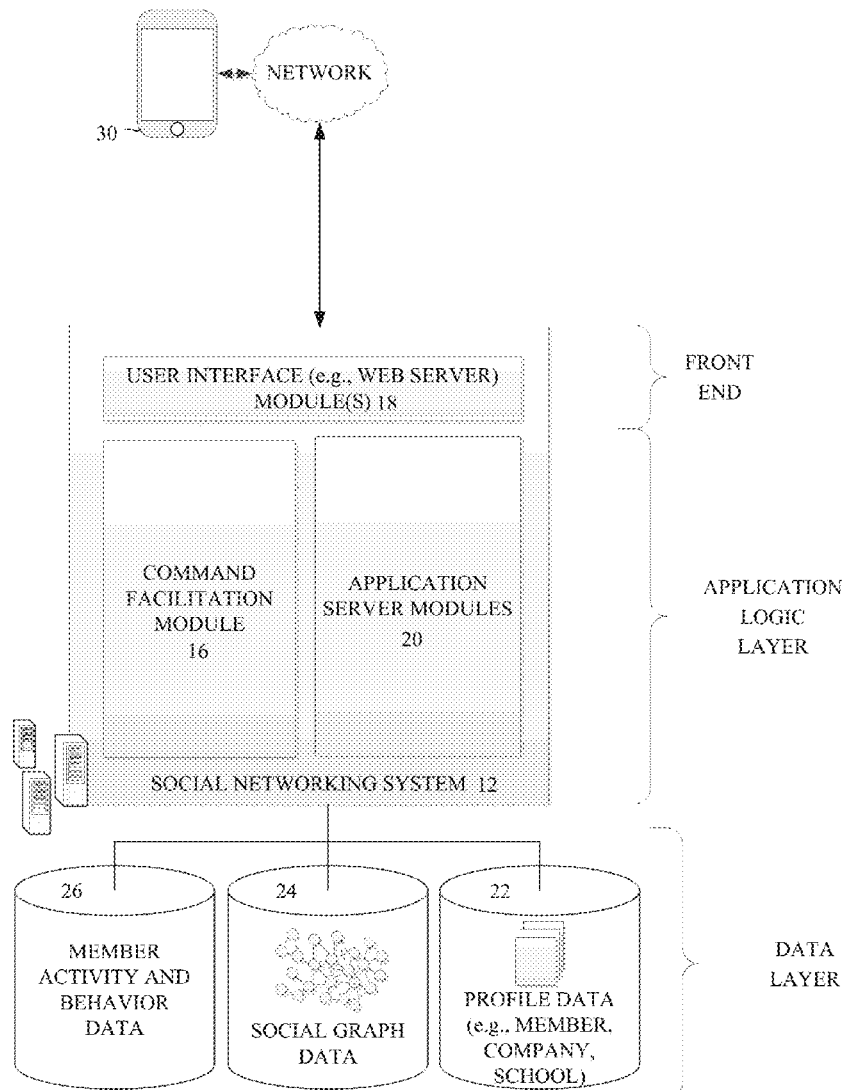 NETWORK
30
USER INTERFACE (e.g., WEB SERVER)
MODULE(S) 18
FRONT
END
COMMAND
FACILITATION
MODULE
16
APPLICATION
SERVER MODULES
20
APPLICATION
LOGIC
LAYER
SOCIAL NETWORKING SYSTEM 12
26
MEMBER
ACTIVITY AND
BEHAVIOR
DATA
24
SOCIAL GRAPH
DATA
22
PROFILE DATA
(e.g., MEMBER,
COMPANY,
SCHOOL)
DATA
LAYER